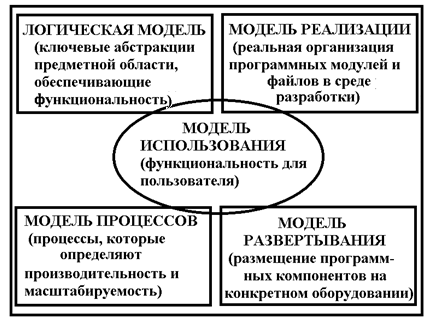 ЛОГИЧЕСКАЯ МОДЕЛЬ
(ключевые абстракции
предметной области,
обеспечивающие
функциональность)
МОДЕЛЬ РЕАЛИЗАЦИИ
(реальная организация
программных модулей и
файлов в среде
разработки)
МОДЕЛЬ
ИСПОЛЬЗОВАНИЯ
(функциональность для
пользователя)
МОДЕЛЬ ПРОЦЕССОВ
(процессы, которые
определяют
производительность и
масштабируемость)
МОДЕЛЬ
РАЗВЕРТЫВАНИЯ
(размещение программ-
ных компонентов на
конкретном оборудовании)